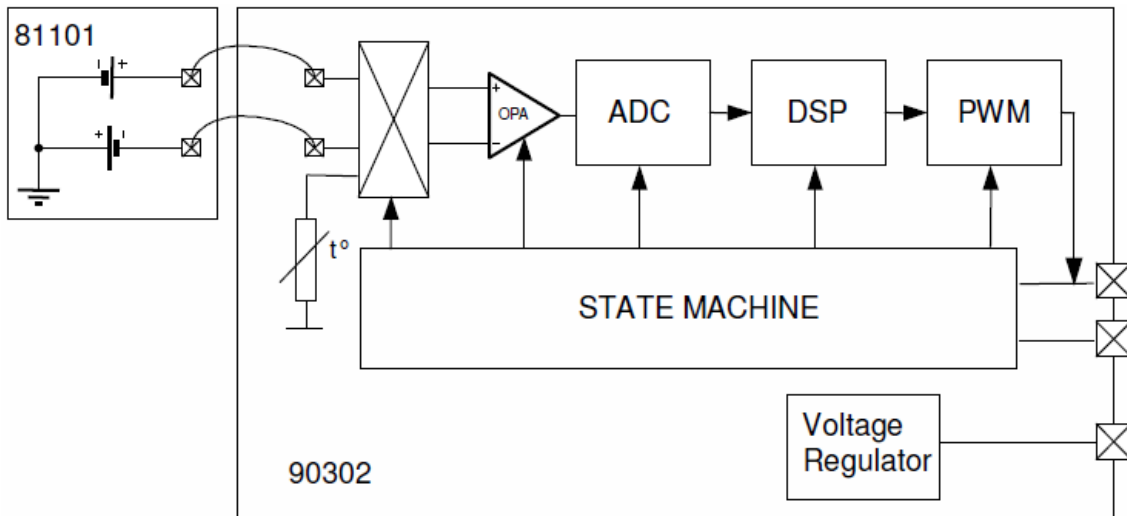 81101
- +
+ -
+
-
OPA
ADC
DSP
PWM
t°
STATE MACHINE
Voltage
Regulator
90302